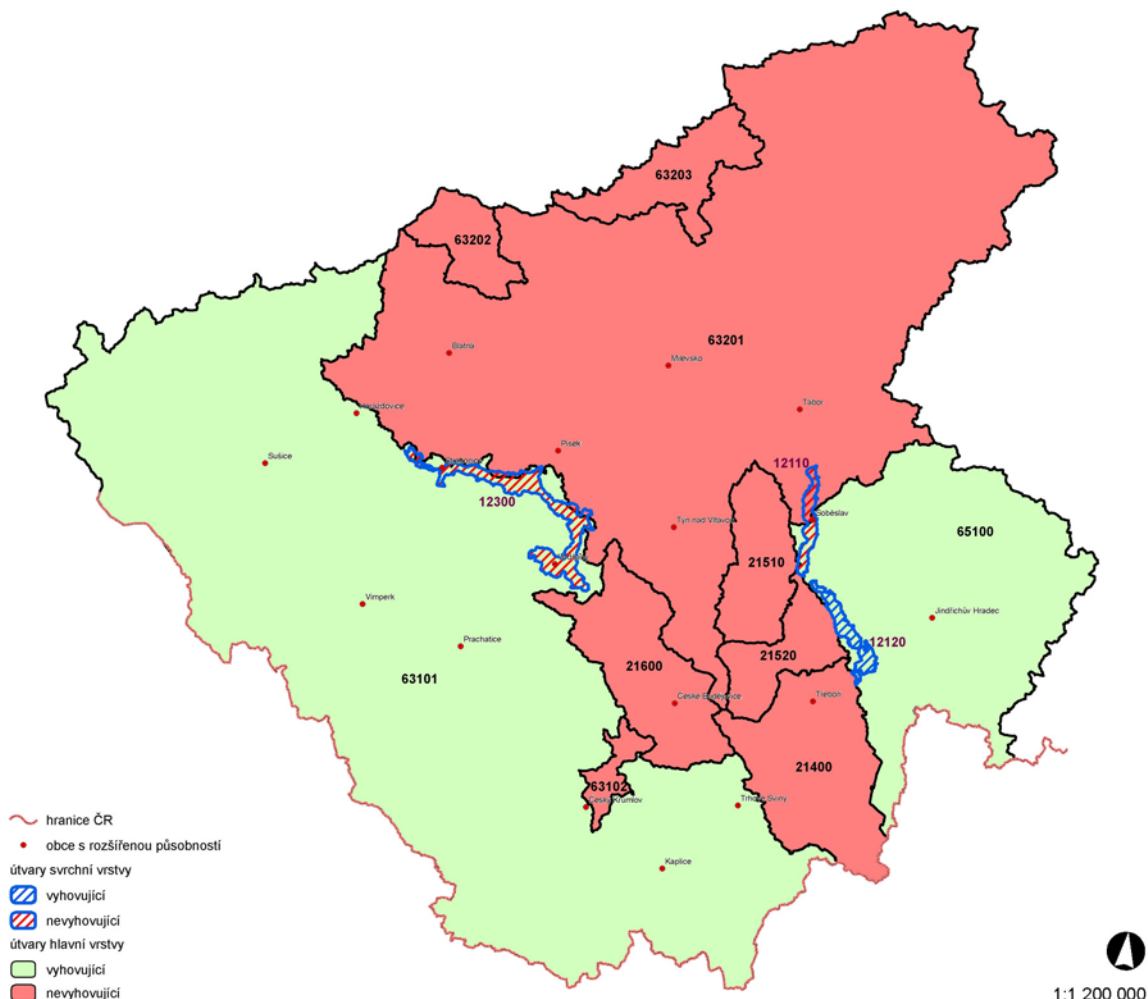 63203
63202
63201
Blatná
Milevsko
Tábor
Písek
12110
Sušice
12300
Soběslav
65100
Týn nad Vltavou
21510
Vimperk
Jindřichův Hradec
Prachatice
21600
21520
12120
63101
České Budějovice
Třeboň
21400
63102
Český Krumlov
Trhové Sviny
Kaplice
hranice ČR
obce s rozšířenou působností
útvary svrchní vrstvy
vyhovující
nevyhovující
útvary hlavní vrstvy
vyhovující
nevyhovující
1:1 200 000